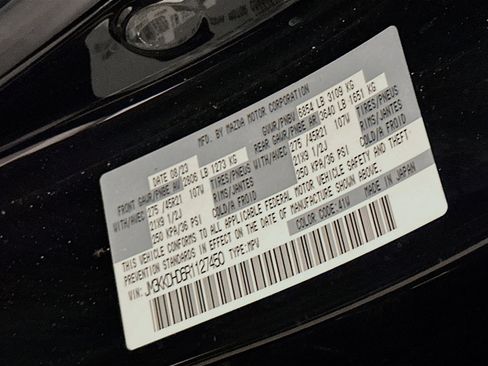 MFD. BY MAZDA MOTOR CORPORATION
DATE 08/23 GVWR/PNBV 6854 LB 3109 KG
FRONT GAWR/PNBE AV 2806 LB 1273 KG REAR GAWR/PNBE AR 3640 LB 1651 KG
WITH/AVEC 275 /45R21 107W TIRES/PNEUS WITH/AVEC 275 /45R21 107W TIRES/PNEUS
21X9 1/2J RIMS/JANTES 21X9 1/2J RIMS/JANTES
250 KPA/36 PSI COLD/A FROID 250 KPA/36 PSI COLD/A FROID
THIS VEHICLE CONFORMS TO ALL APPLICABLE FEDERAL MOTOR VEHICLE SAFETY AND THEFT
PREVENTION STANDARDS IN EFFECT ON THE DATE OF MANUFACTURE SHOWN ABOVE.
VIN: JM3KKCHD5R1127450 TYPE: MPV COLOR CODE: 41W MADE IN JAPAN